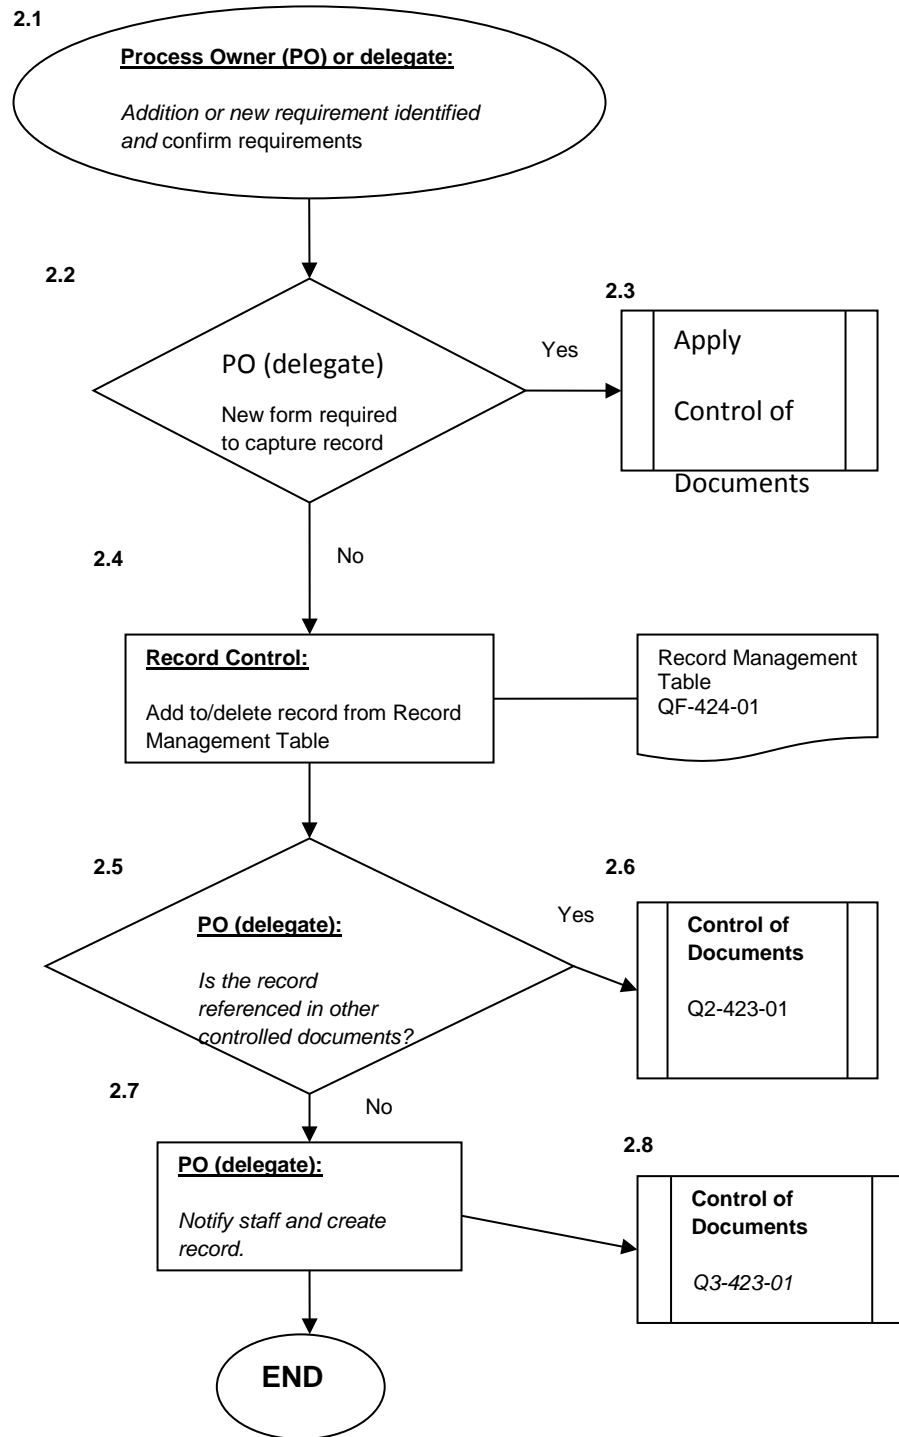 2.1
Process Owner (PO) or delegate:
Addition or new requirement identified
and confirm requirements
2.2
PO (delegate)
New form required
to capture record
Yes
2.3
Apply
Control of
Documents
No
2.4
Record Control:
Add to/delete record from Record
Management Table
Record Management
Table
QF-424-01
2.5
PO (delegate):
Is the record
referenced in other
controlled documents?
Yes
2.6
Control of
Documents
Q2-423-01
No
2.7
PO (delegate):
Notify staff and create
record.
2.8
Control of
Documents
Q3-423-01
END